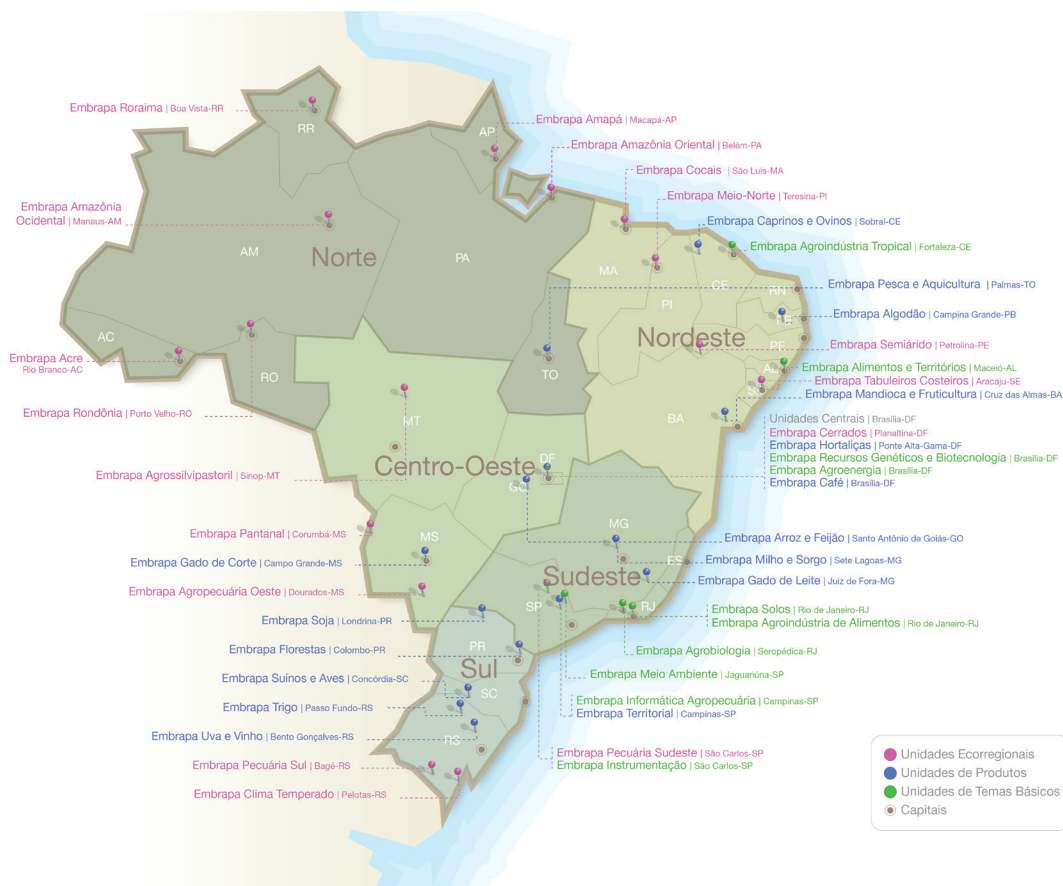 Embrapa Roraima | Boa Vista-RR
RR
AP
Embrapa Amapá | Macapá-AP
Embrapa Amazônia Oriental | Belém-PA
Embrapa Cocais | São Luís-MA
Embrapa Meio-Norte | Teresina-PI
Embrapa Amazônia
Ocidental | Manaus-AM
Embrapa Caprinos e Ovinos | Sobral-CE
Embrapa Agroindústria Tropical | Fortaleza-CE
AM
Norte
PA
MA
CE
Embrapa Pesca e Aquicultura | Palmas-TO
RN
PI
Embrapa Algodão | Campina Grande-PB
PB
AC
Nordeste
Embrapa Semiárido | Petrolina-PE
PE
Embrapa Acre
Rio Branco-AC
RO
TO
AL
Embrapa Alimentos e Territórios | Maceió-AL
Embrapa Tabuleiros Costeiros | Aracaju-SE
SE
Embrapa Mandioca e Fruticultura | Cruz das Almas-BA
Embrapa Rondônia | Porto Velho-RO
MT
BA
Unidades Centrais | Brasília-DF
Embrapa Cerrados | Planaltina-DF
Embrapa Hortaliças | Ponte Alta-Gama-DF
Embrapa Recursos Genéticos e Biotecnologia | Brasília-DF
Embrapa Agroenergia | Brasília-DF
Embrapa Café | Brasília-DF
Centro-Oeste
DF
GO
Embrapa Agrossilvipastoril | Sinop-MT
MG
Embrapa Pantanal | Corumbá-MS
MS
Embrapa Arroz e Feijão | Santo Antônio de Goiás-GO
ES
Embrapa Gado de Corte | Campo Grande-MS
Embrapa Milho e Sorgo | Sete Lagoas-MG
Sudeste
Embrapa Gado de Leite | Juiz de Fora-MG
Embrapa Agropecuária Oeste | Dourados-MS
SP
RJ
Embrapa Solos | Rio de Janeiro-RJ
Embrapa Agroindústria de Alimentos | Rio de Janeiro-RJ
Embrapa Soja | Londrina-PR
PR
Embrapa Florestas | Colombo-PR
Embrapa Agrobiologia | Seropédica-RJ
Sul
Embrapa Meio Ambiente | Jaguariúna-SP
Embrapa Suínos e Aves | Concórdia-SC
SC
Embrapa Informática Agropecuária | Campinas-SP
Embrapa Territorial | Campinas-SP
Embrapa Trigo | Passo Fundo-RS
Embrapa Uva e Vinho | Bento Gonçalves-RS
RS
Embrapa Pecuária Sudeste | São Carlos-SP
Embrapa Instrumentação | São Carlos-SP
Embrapa Pecuária Sul | Bagé-RS
Embrapa Clima Temperado | Pelotas-RS
Unidades Ecorregionais
Unidades de Produtos
Unidades de Temas Básicos
Capitais